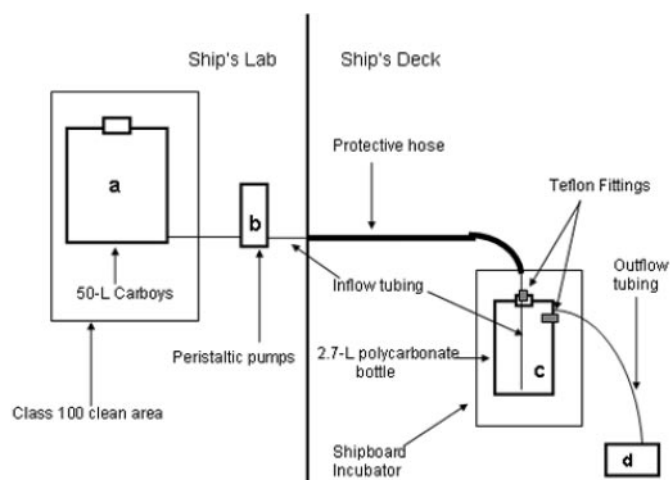 Ship's Lab
Ship's Deck
Protective hose
Teflon Fittings
a
b
50-L Carboys
Inflow tubing
Outflow
tubing
Peristaltic pumps
2.7-L polycarbonate
bottle
c
Class 100 clean area
Shipboard
Incubator
d